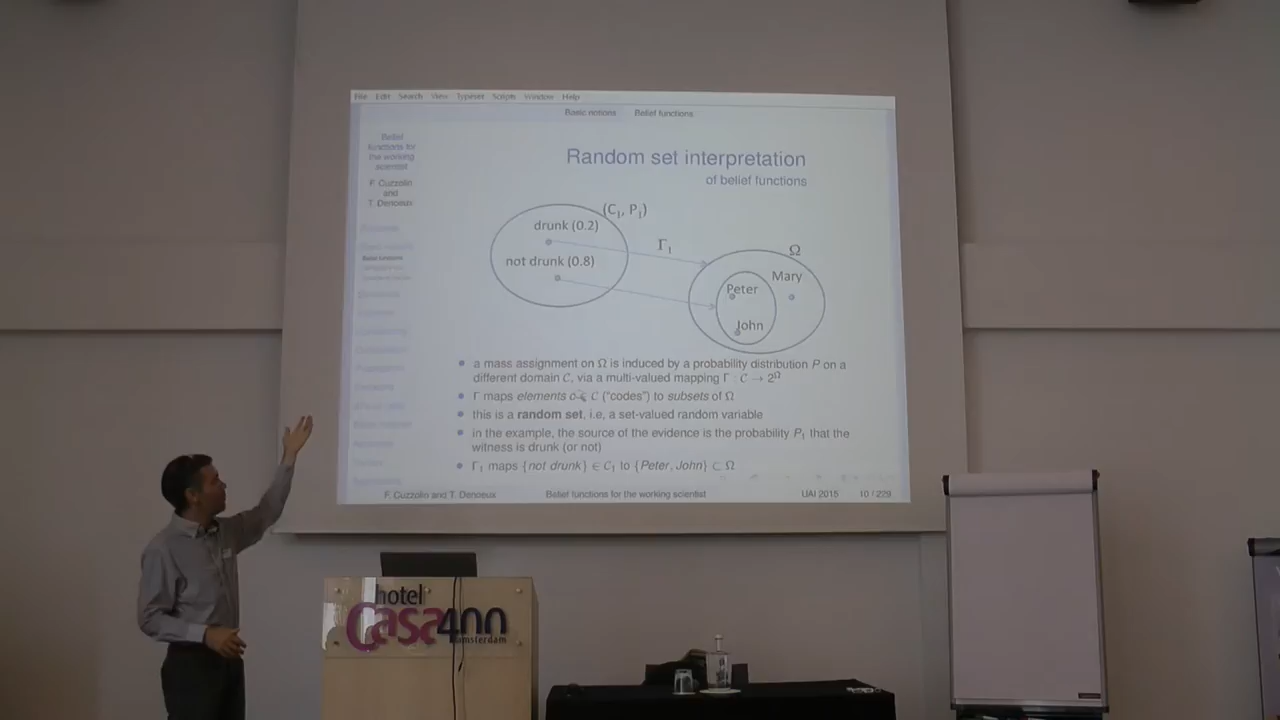 File Edit Search View Typeset Scripts Window Help
Basic notions Belief functions
Belief
functions for
the working
scientist
F. Cuzzolin
and
T. Denoeux
Belief functions
Random set interpretation
of belief functions
(C₁, P₁)
drunk (0.2)
not drunk (0.8)
Γ₁
Ω
Mary
Peter
John
a mass assignment on Ω is induced by a probability distribution P on a
different domain C, via a multi-valued mapping Γ : C → 2^Ω
Γ maps elements C ("codes") to subsets of Ω
this is a random set, i.e, a set-valued random variable
in the example, the source of the evidence is the probability P₁ that the
witness is drunk (or not)
Γ₁ maps {not drunk} ∈ C₁ to {Peter, John} ⊂ Ω
F. Cuzzolin and T. Denoeux Belief functions for the working scientist UAI 2015 10 / 229
hotel
Casa400
amsterdam